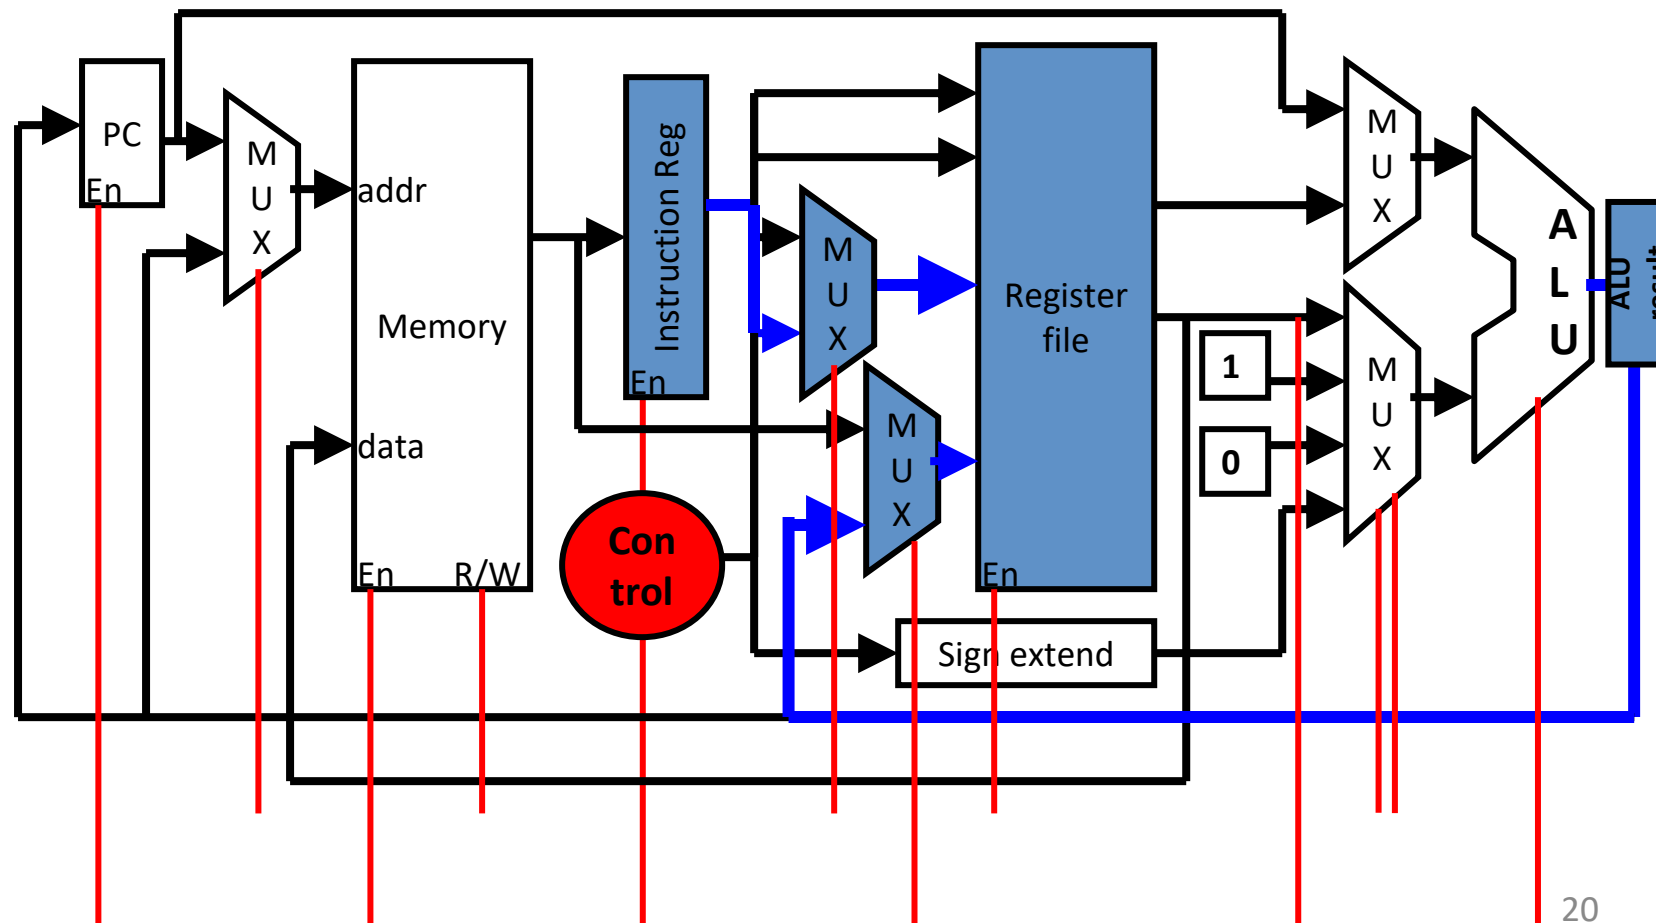 PC
En
M
U
X
addr
Memory
data
En
R/W
Instruction Reg
En
Con
trol
M
U
X
M
U
X
Register
file
En
Sign extend
1
0
M
U
X
M
U
X
A
L
U
ALU
result
20